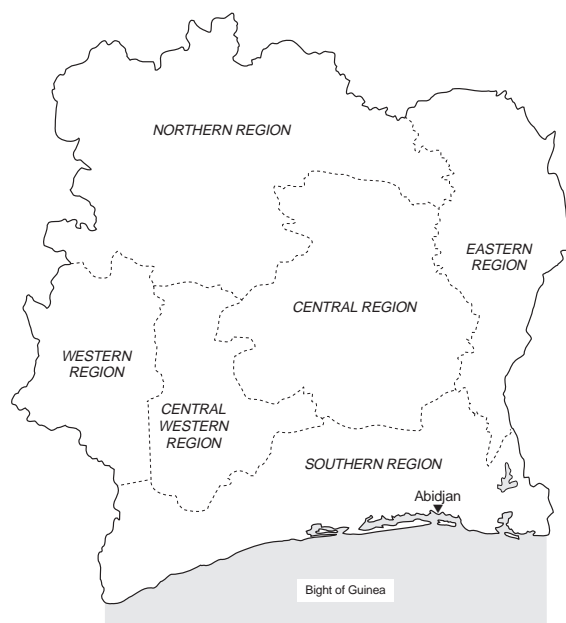 NORTHERN REGION
EASTERN
REGION
CENTRAL REGION
WESTERN
REGION
CENTRAL
WESTERN
REGION
SOUTHERN REGION
Abidjan
Bight of Guinea